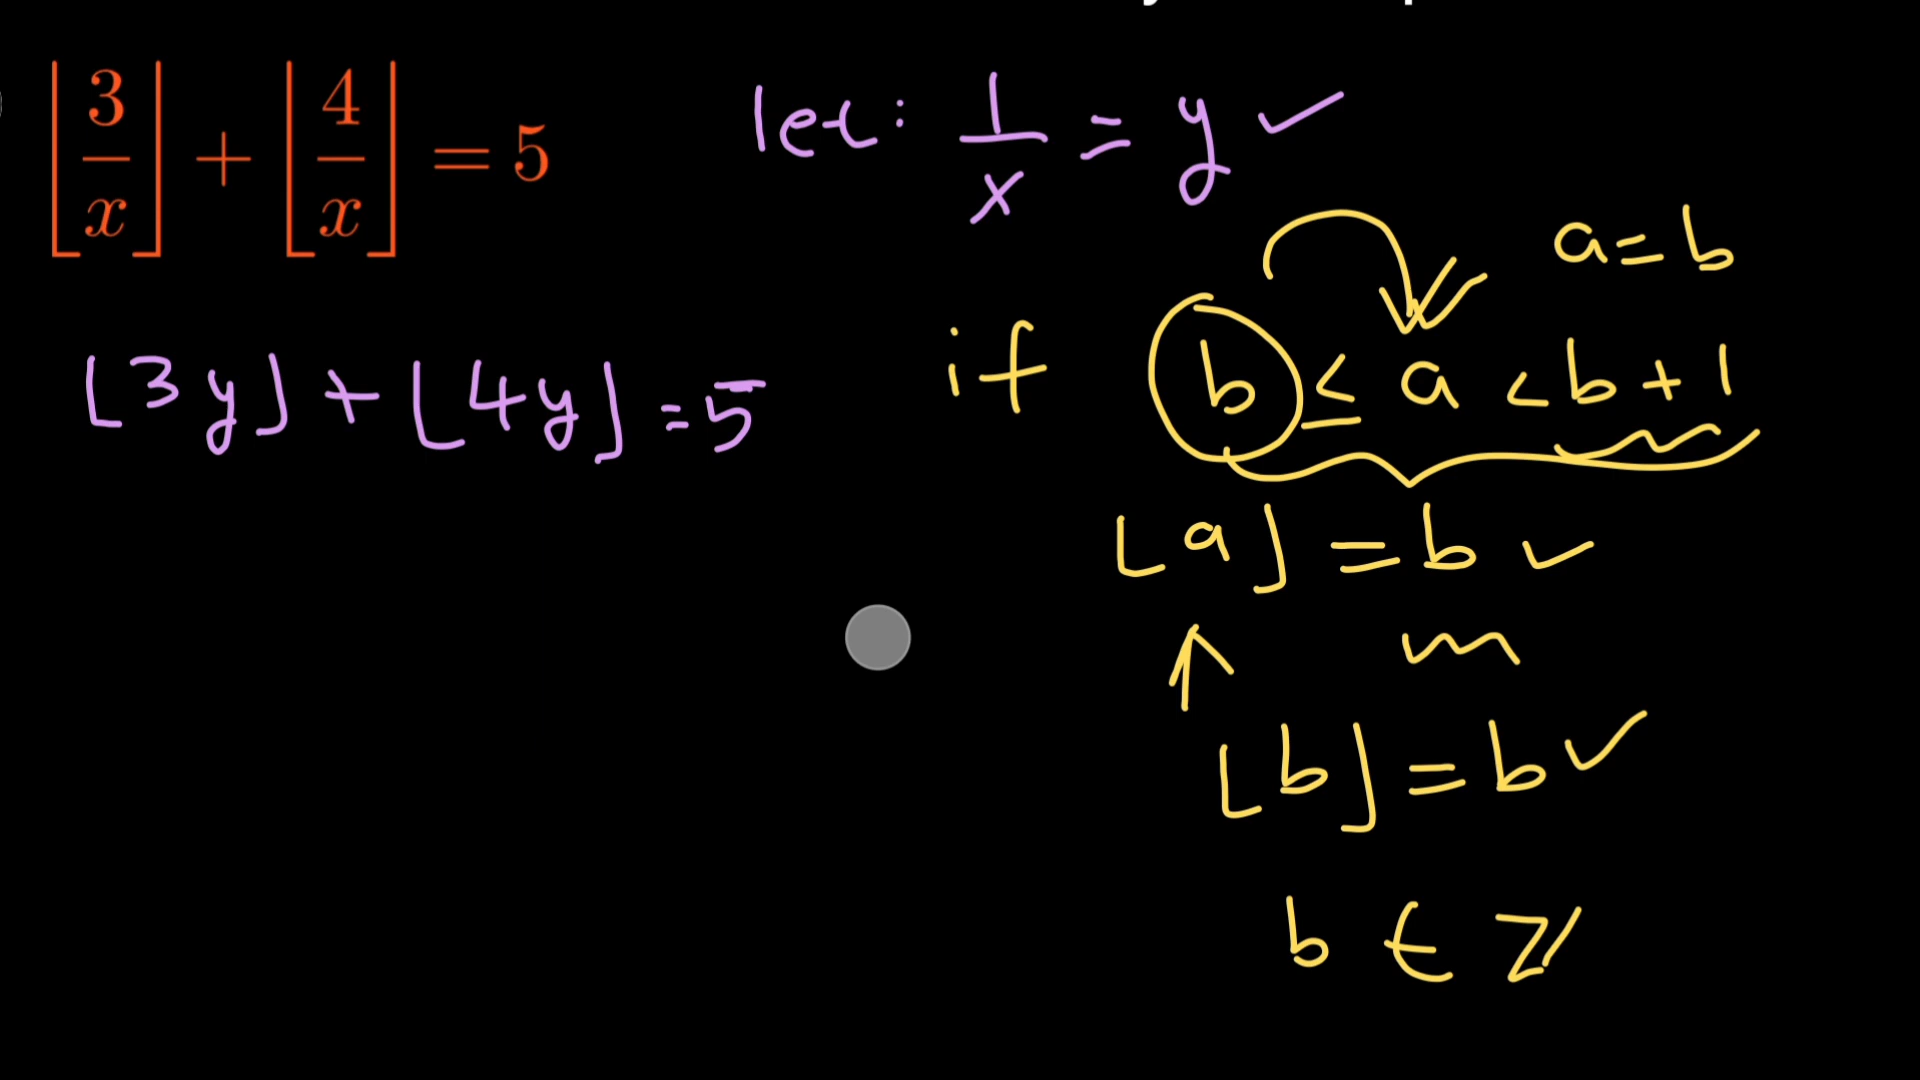 ⌊3/x⌋ + ⌊4/x⌋ = 5
let: 1/x = y ✓
a = b
⌊3y⌋ + ⌊4y⌋ = 5
if b ≤ a < b + 1
⌊a⌋ = b ✓
⌊b⌋ = b ✓
b ∈ ℤ